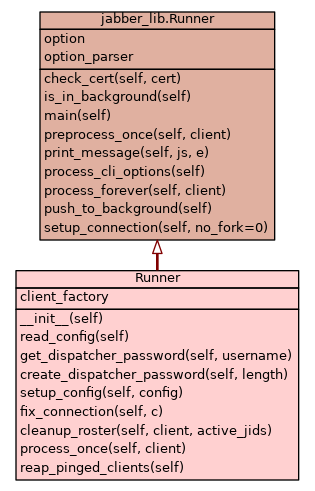 jabber_lib.Runner
option
option_parser
check_cert(self, cert)
is_in_background(self)
main(self)
preprocess_once(self, client)
print_message(self, js, e)
process_cli_options(self)
process_forever(self, client)
push_to_background(self)
setup_connection(self, no_fork=0)
Runner
client_factory
__init__(self)
read_config(self)
get_dispatcher_password(self, username)
create_dispatcher_password(self, length)
setup_config(self, config)
fix_connection(self, c)
cleanup_roster(self, client, active_jids)
process_once(self, client)
reap_pinged_clients(self)